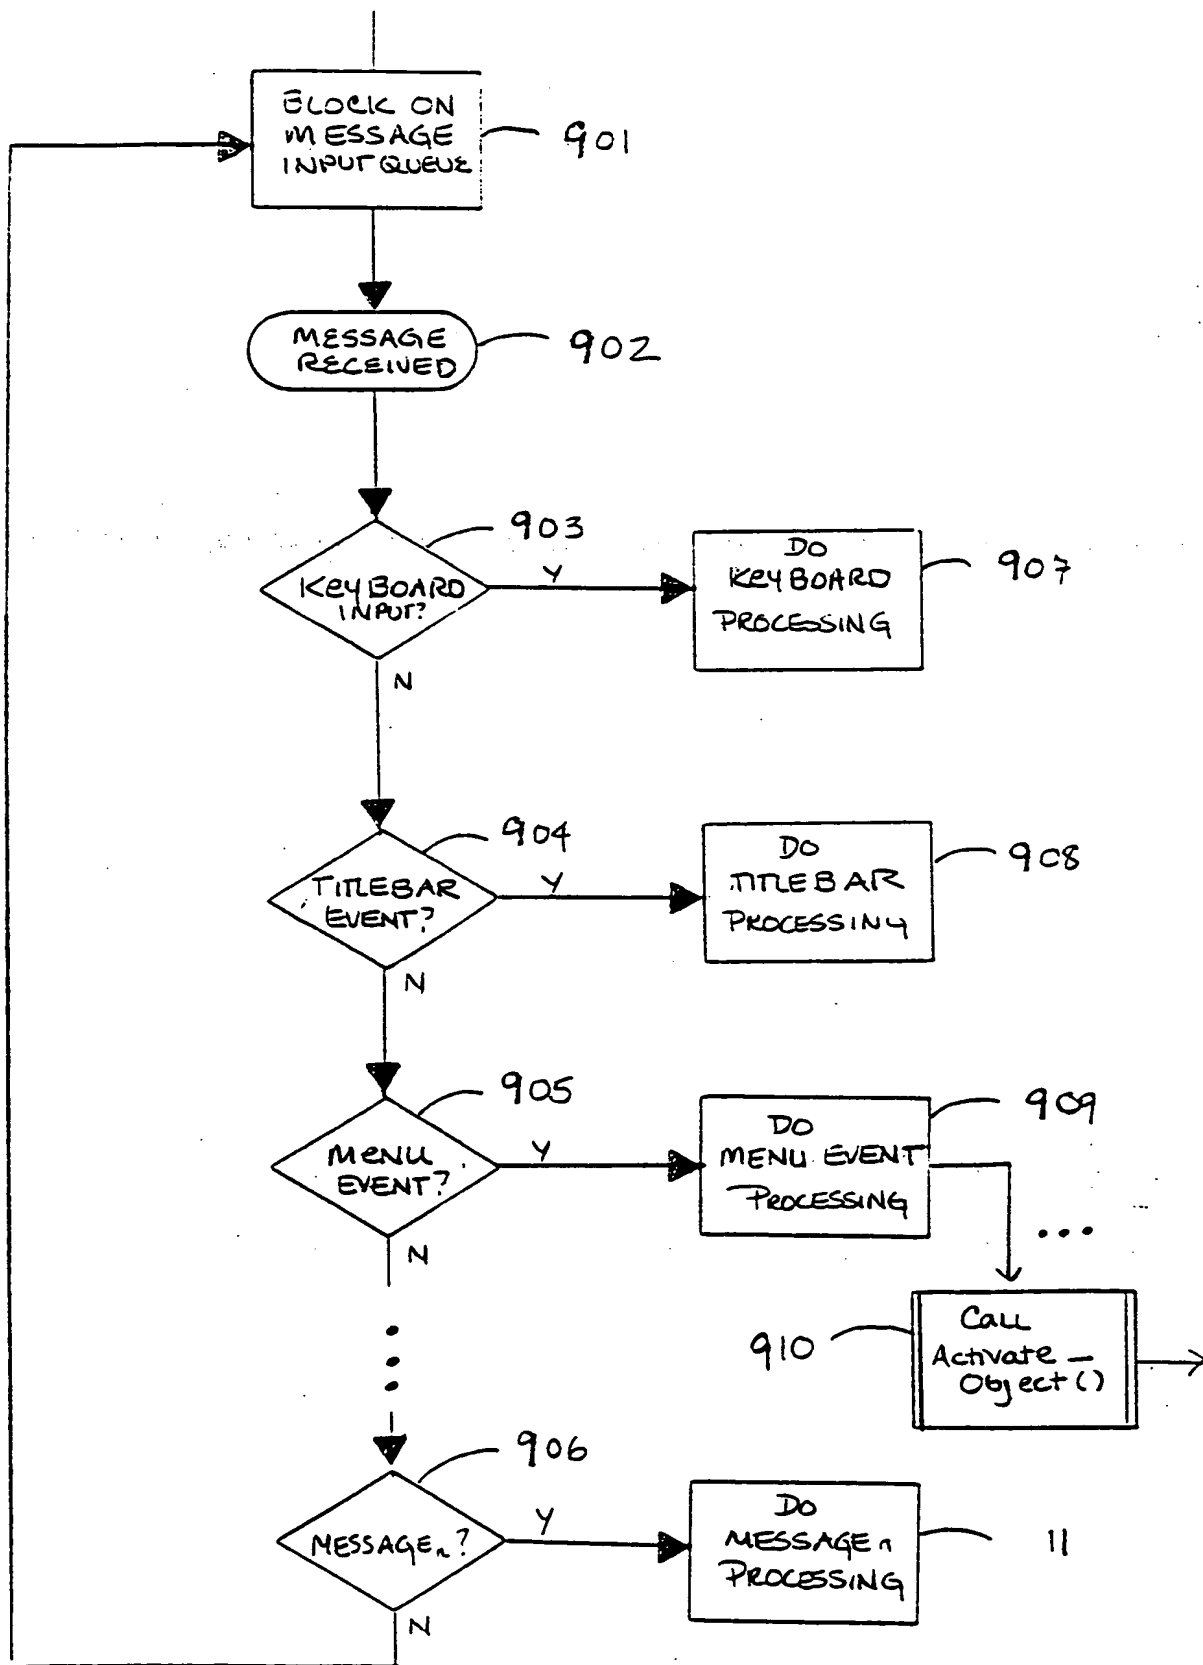 BLOCK ON
MESSAGE
INPUT QUEUE
901
MESSAGE
RECEIVED
902
903
KEYBOARD
INPUT?
Y
N
DO
KEYBOARD
PROCESSING
907
904
TITLEBAR
EVENT?
Y
N
DO
TITLEBAR
PROCESSING
908
905
MENU
EVENT?
Y
N
DO
MENU EVENT
PROCESSING
909
...
910
Call
Activate_
Object()
906
MESSAGEn?
Y
N
DO
MESSAGEn
PROCESSING
11